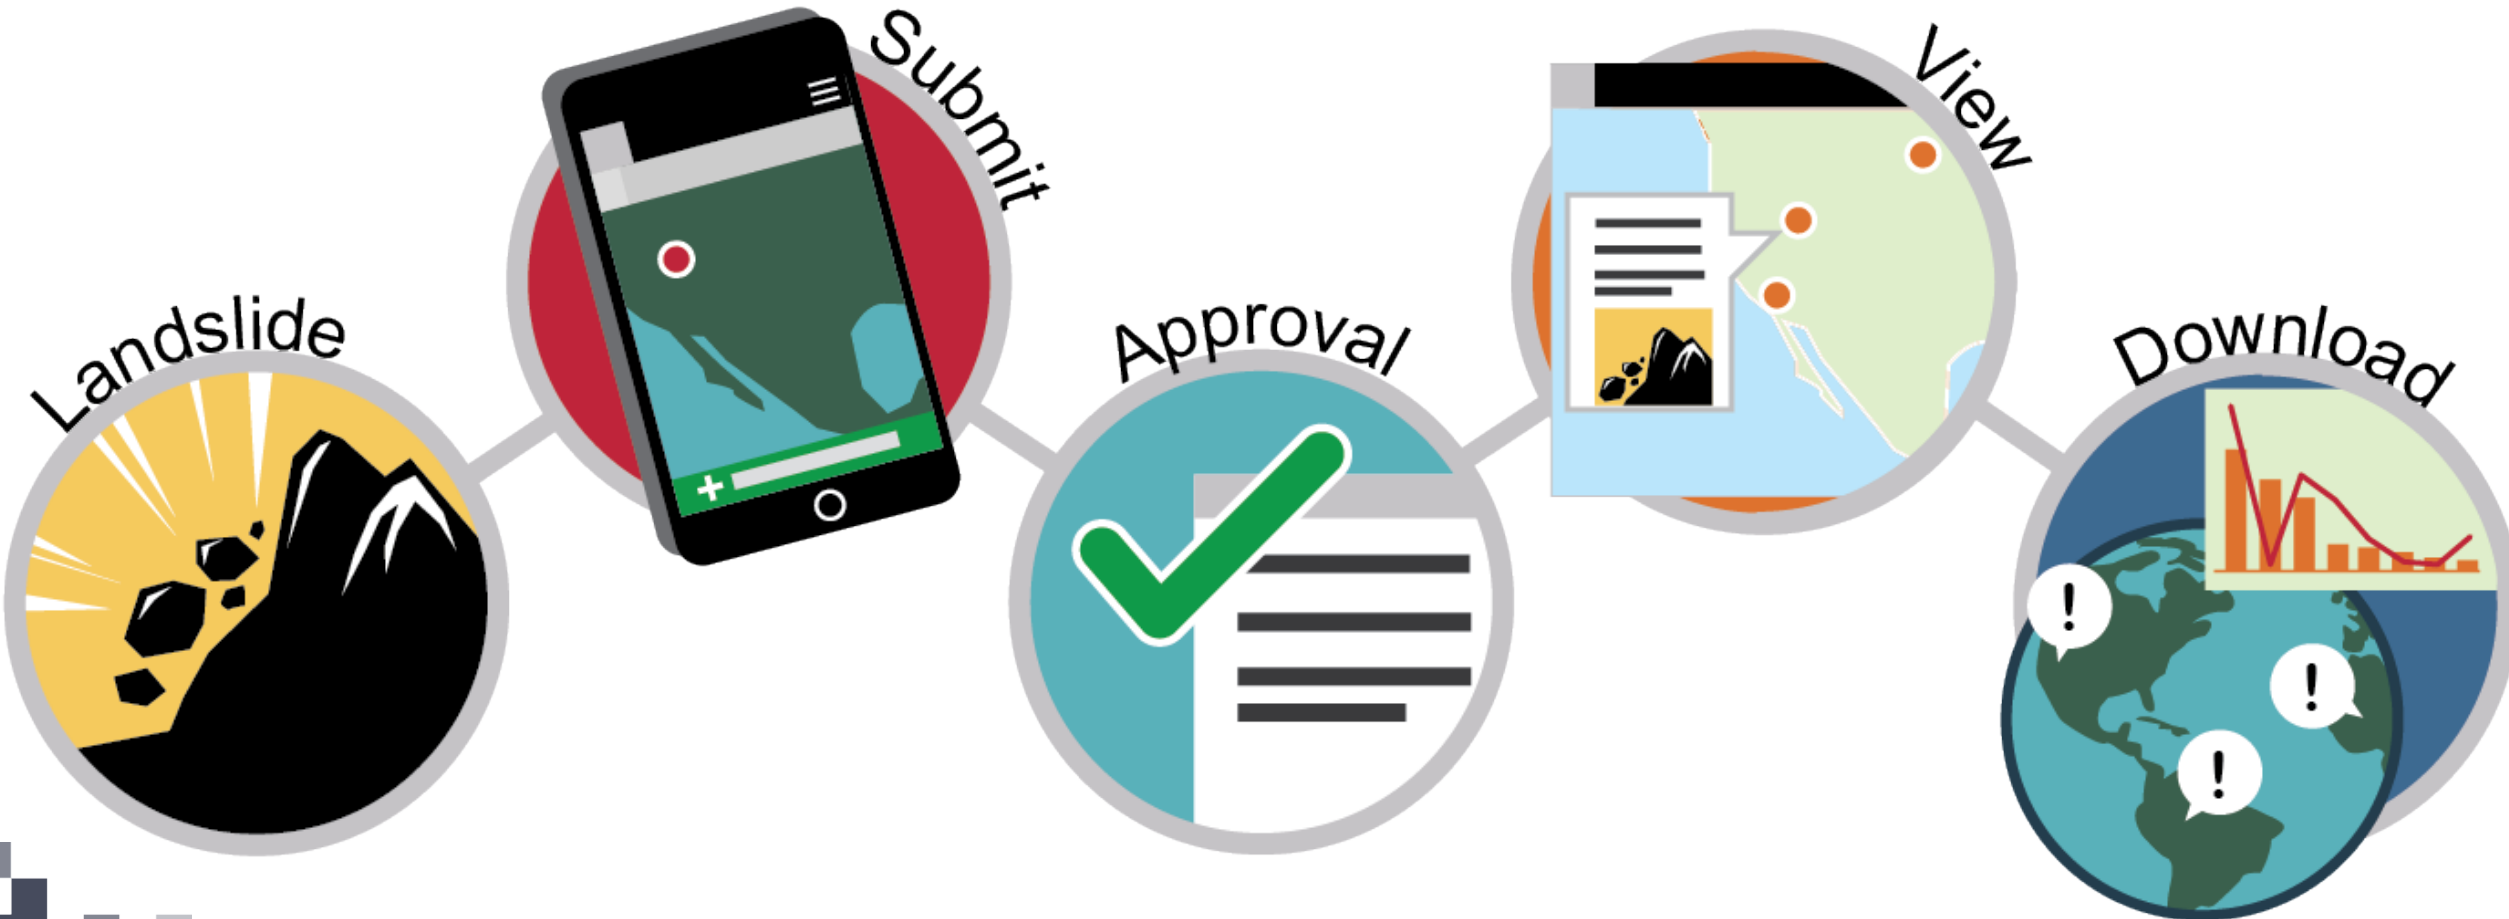 Landslide
Submit
Approval
View
Download
!
!
!